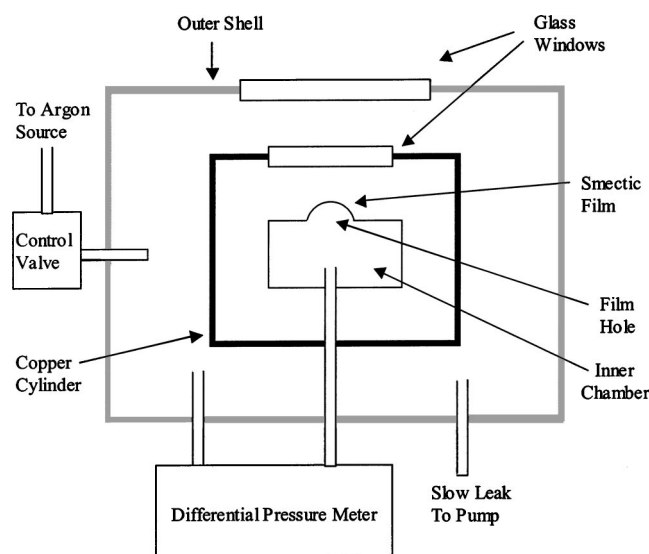 Outer Shell
Glass
Windows
To Argon
Source
Smectic
Film
Control
Valve
Film
Hole
Copper
Cylinder
Inner
Chamber
Slow Leak
To Pump
Differential Pressure Meter